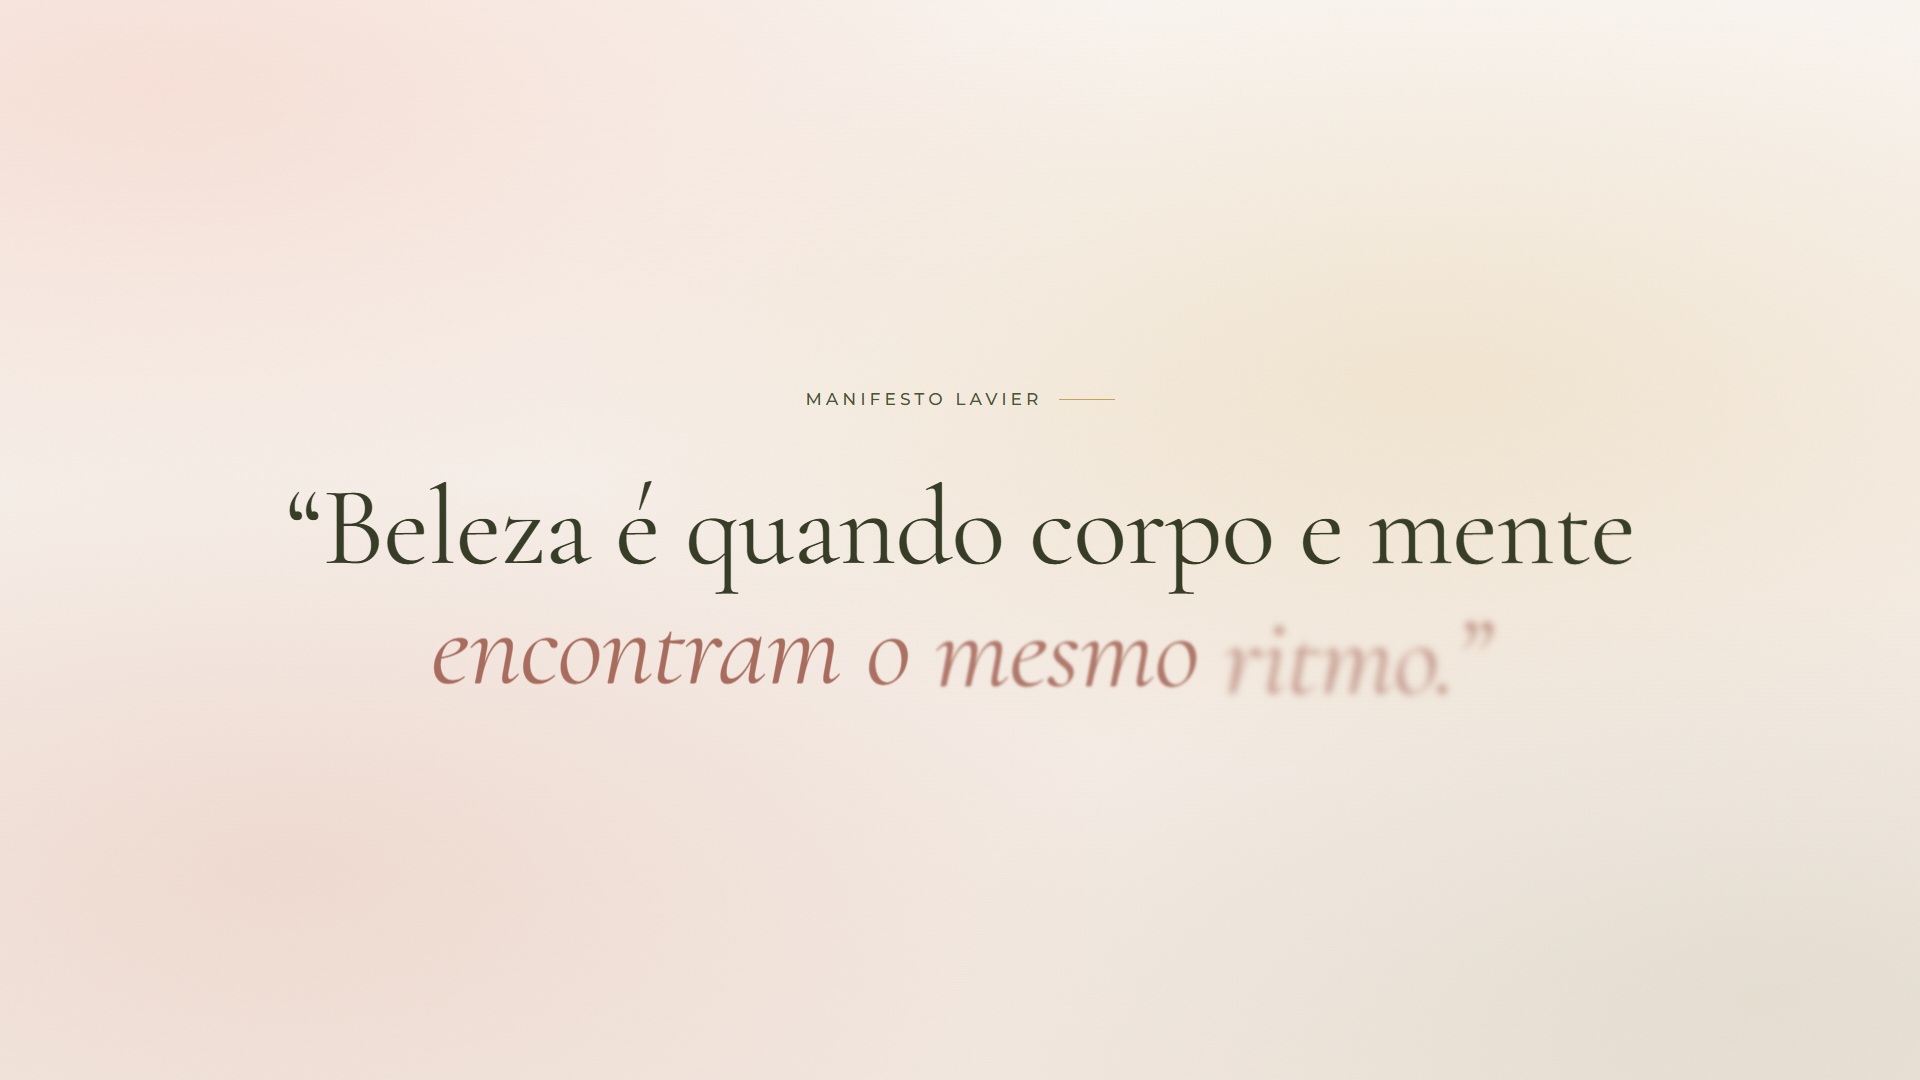 MANIFESTO LAVIER
“Beleza é quando corpo e mente
encontram o mesmo ritmo.”